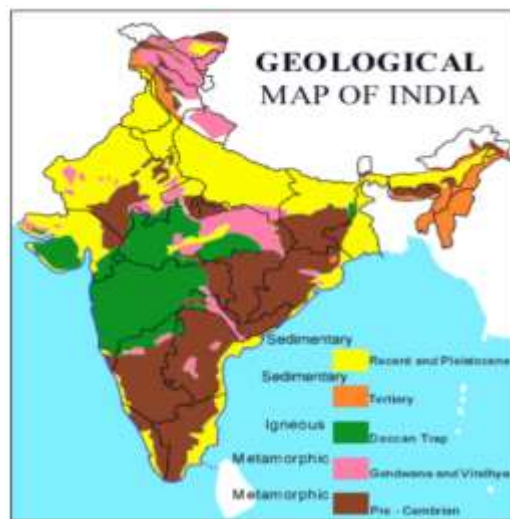 GEOLOGICAL
MAP OF INDIA
Sedimentary
Recent and Pleistocene
Sedimentary
Tertiary
Igneous
Deccan Trap
Metamorphic
Gondwana and Vindhya
Metamorphic
Pre - Cambrian